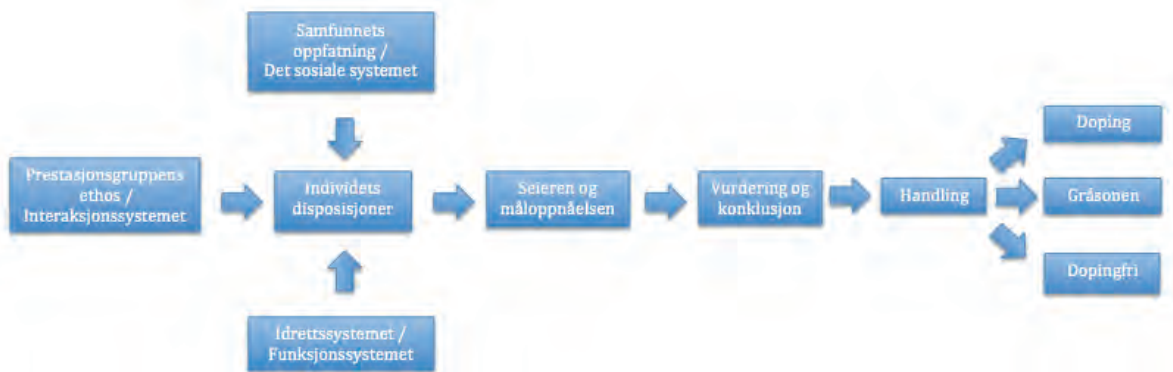 Samfunnets
oppfatning /
Det sosiale systemet
Prestasjonsgruppens
ethos /
Interaksjonssystemet
Individets
disposisjoner
Seieren og
måloppnåelsen
Vurdering og
konklusjon
Handling
Doping
Gråsonen
Dopingfri
Idrettssystemet /
Funksjonssystemet